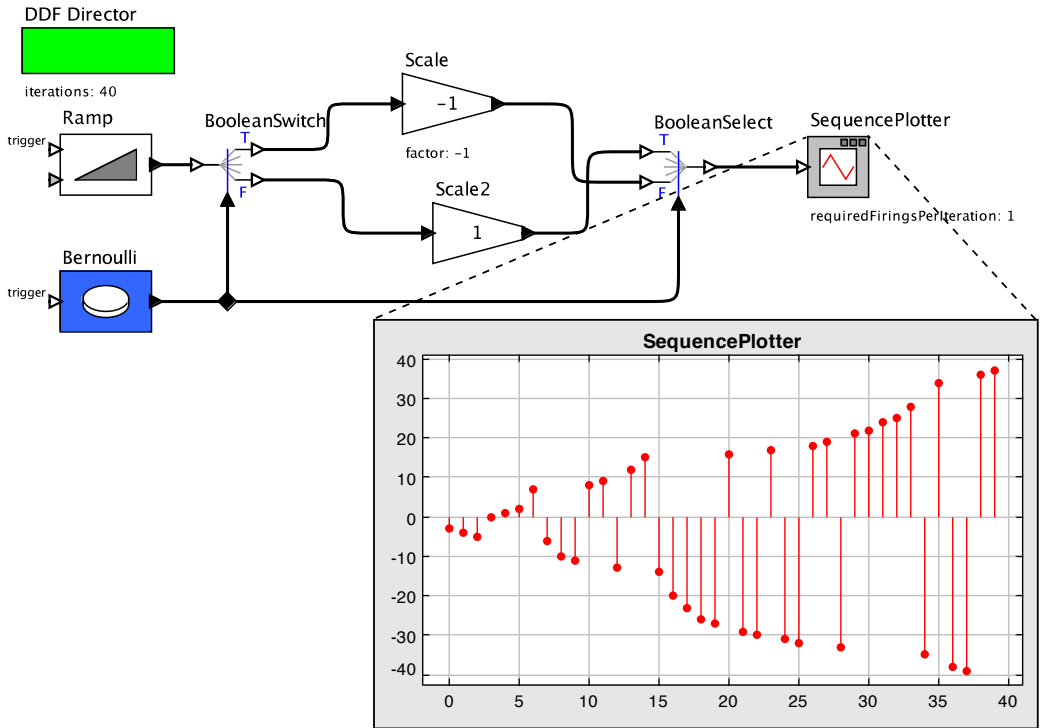 DDF Director
iterations: 40
Ramp
trigger
BooleanSwitch
T
F
Scale
-1
factor: -1
Scale2
1
BooleanSelect
T
F
SequencePlotter
requiredFiringsPerIteration: 1
Bernoulli
trigger
SequencePlotter
40
30
20
10
0
-10
-20
-30
-40
0 5 10 15 20 25 30 35 40